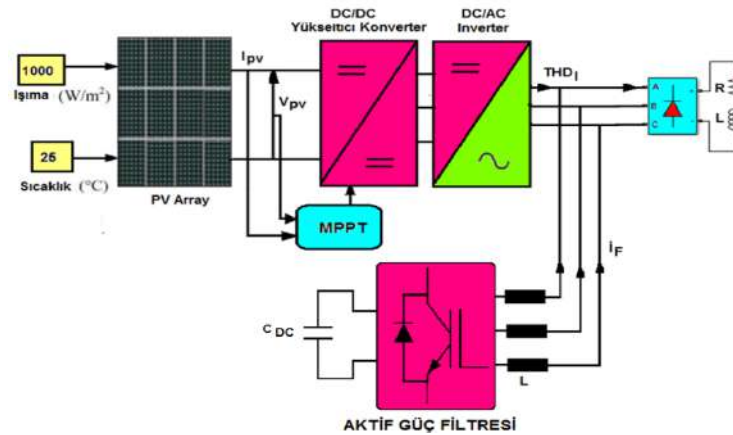 DC/DC
Yükseltici Konverter
DC/AC
Inverter
1000
Işıma (W/m²)
25
Sıcaklık (°C)
PV Array
Ipv
Vpv
MPPT
THDI
A
B
C
R
L
iF
C DC
L
AKTİF GÜÇ FİLTRESİ